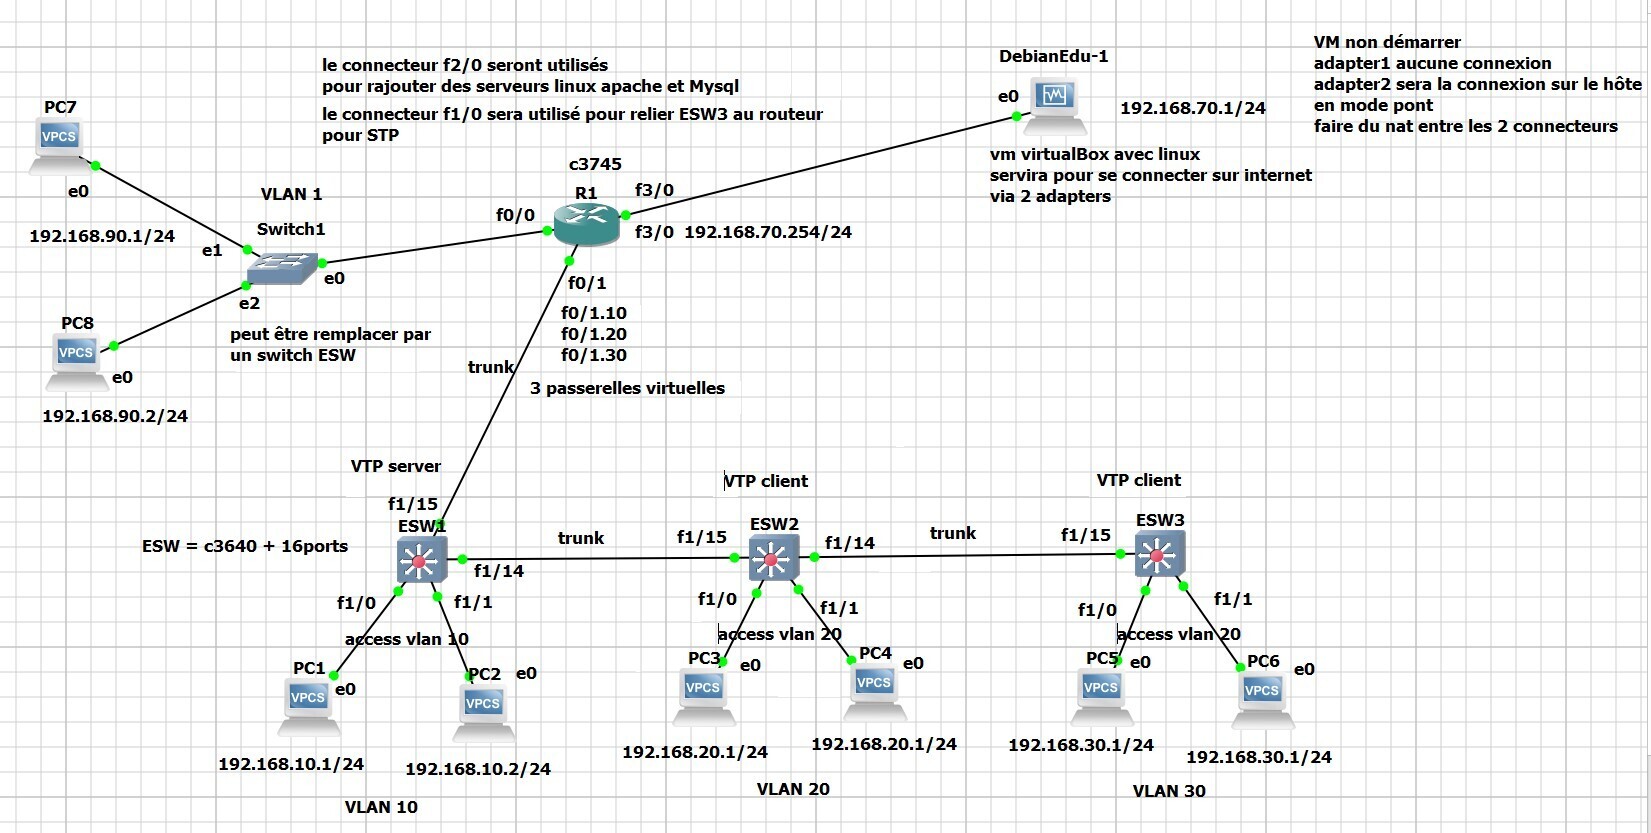 le connecteur f2/0 seront utilisés
pour rajouter des serveurs linux apache et Mysql
le connecteur f1/0 sera utilisé pour relier ESW3 au routeur
pour STP
DebianEdu-1
e0
192.168.70.1/24
vm virtualBox avec linux
servira pour se connecter sur internet
via 2 adapters
VM non démarrer
adapter1 aucune connexion
adapter2 sera la connexion sur le hôte
en mode pont
faire du nat entre les 2 connecteurs
PC7
VPCS
e0
192.168.90.1/24
VLAN 1
Switch1
e1
e0
e2
peut être remplacer par
un switch ESW
PC8
VPCS
e0
192.168.90.2/24
c3745
R1
f3/0
f0/0
f3/0 192.168.70.254/24
f0/1
f0/1.10
f0/1.20
f0/1.30
trunk
3 passerelles virtuelles
VTP server
f1/15
ESW1
ESW = c3640 + 16ports
trunk
f1/14
f1/0
f1/1
access vlan 10
PC1
e0
VPCS
PC2
e0
VPCS
192.168.10.1/24
192.168.10.2/24
VLAN 10
VTP client
ESW2
f1/15
f1/14
trunk
f1/0
f1/1
access vlan 20
PC3
e0
VPCS
PC4
e0
VPCS
192.168.20.1/24
192.168.20.1/24
VLAN 20
VTP client
ESW3
f1/15
f1/0
f1/1
access vlan 20
PC5
e0
VPCS
PC6
e0
VPCS
192.168.30.1/24
192.168.30.1/24
VLAN 30